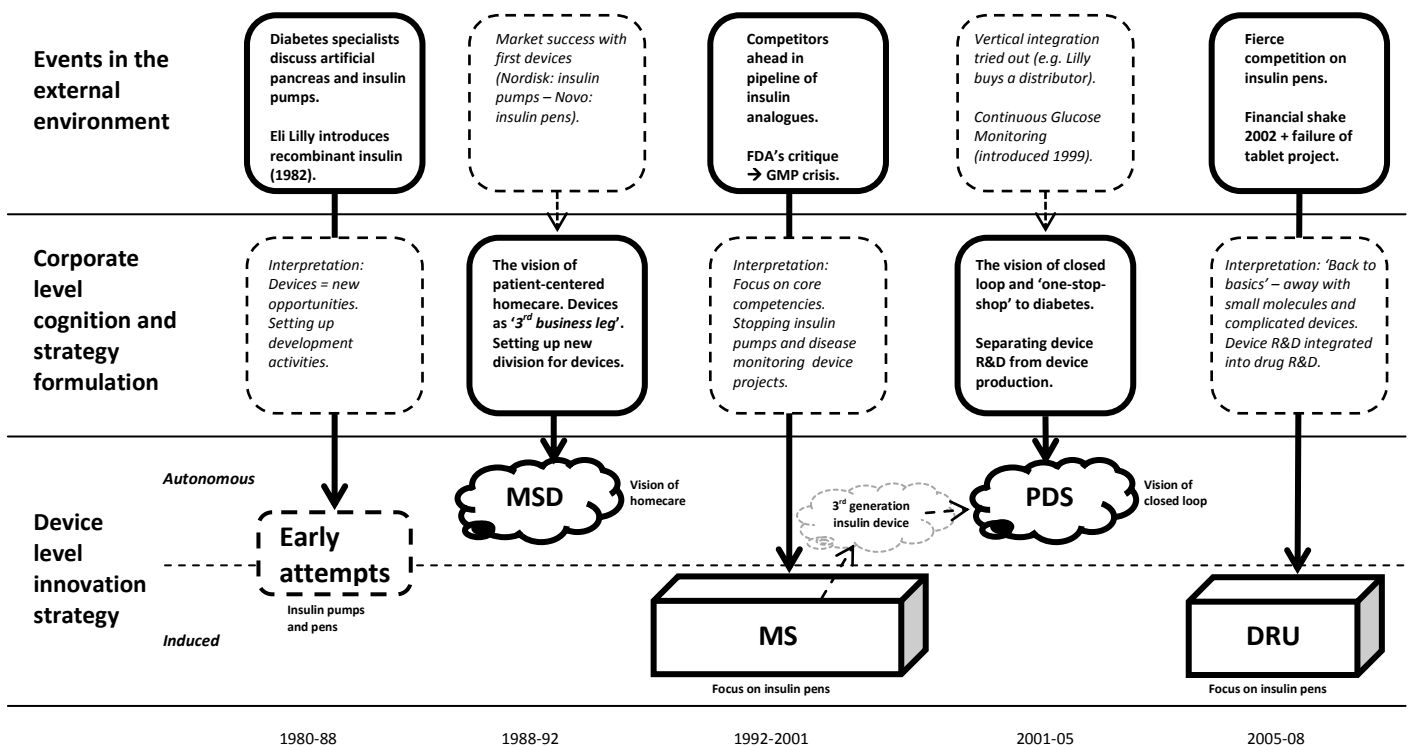 Events in the
external
environment
Diabetes specialists
discuss artificial
pancreas and insulin
pumps.
Eli Lilly introduces
recombinant insulin
(1982).
Market success with
first devices
(Nordisk: insulin
pumps – Novo:
insulin pens).
Competitors
ahead in
pipeline of
insulin
analogues.
FDA's critique
→ GMP crisis.
Vertical integration
tried out (e.g. Lilly
buys a distributor).
Continuous Glucose
Monitoring
(introduced 1999).
Fierce
competition on
insulin pens.
Financial shake
2002 + failure of
tablet project.
Corporate
level
cognition and
strategy
formulation
Interpretation:
Devices = new
opportunities.
Setting up
development
activities.
The vision of
patient-centered
homecare. Devices
as '3rd business leg'.
Setting up new
division for devices.
Interpretation:
Focus on core
competencies.
Stopping insulin
pumps and disease
monitoring device
projects.
The vision of closed
loop and 'one-stop-
shop' to diabetes.
Separating device
R&D from device
production.
Interpretation: 'Back to
basics' – away with
small molecules and
complicated devices.
Device R&D integrated
into drug R&D.
Device
level
innovation
strategy
Autonomous
Induced
Early
attempts
Insulin pumps
and pens
MSD
Vision of
homecare
MS
Focus on insulin pens
3rd generation
insulin device
PDS
Vision of
closed loop
DRU
Focus on insulin pens
1980-88
1988-92
1992-2001
2001-05
2005-08